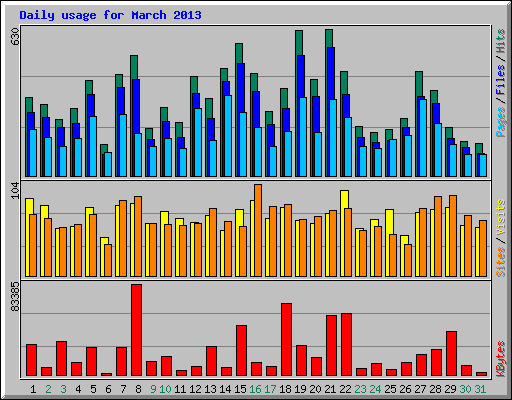 Daily usage for March 2013
630
Pages / Files / Hits
104
Sites / Visits
83385
KBytes
1 2 3 4 5 6 7 8 9 10 11 12 13 14 15 16 17 18 19 20 21 22 23 24 25 26 27 28 29 30 31